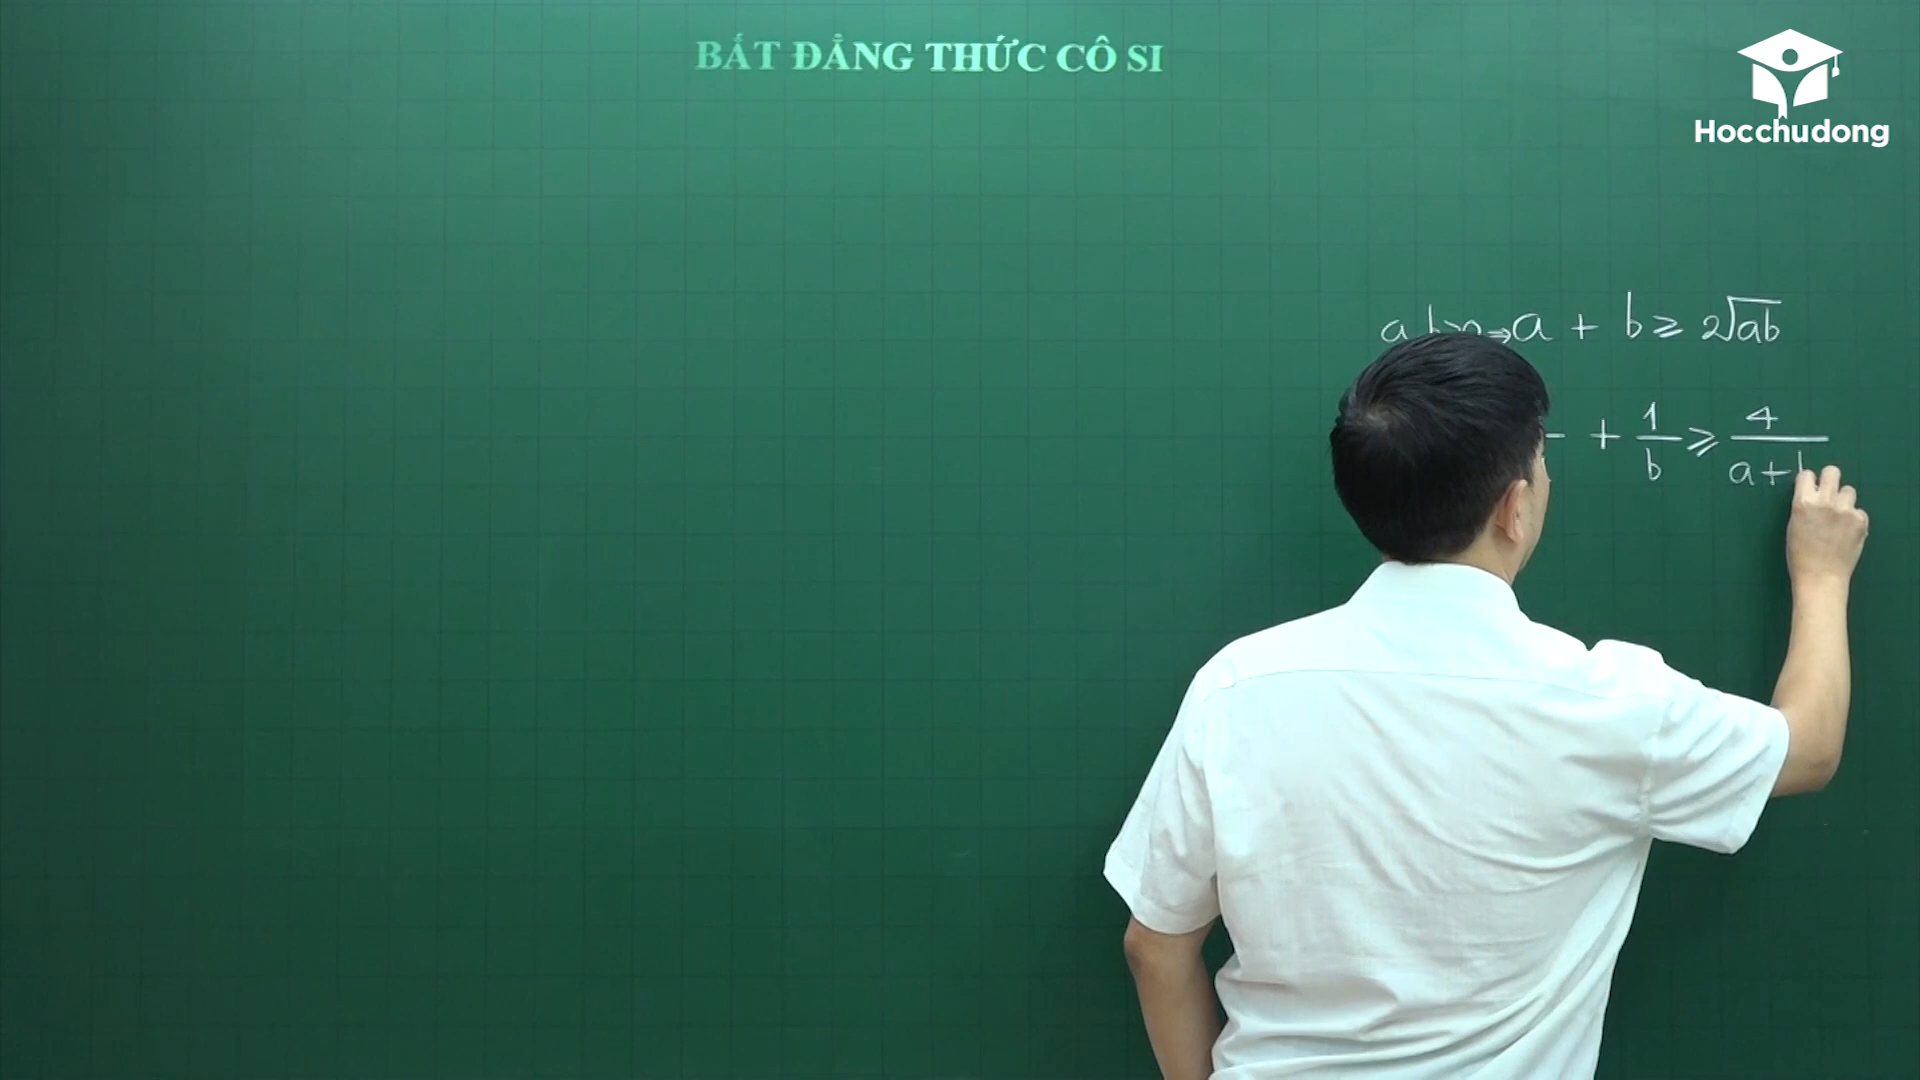 BẤT ĐẲNG THỨC CÔ SI
Hocchudong
a + b ⩾ 2√ab
+ 1/b ⩾ 4/a+